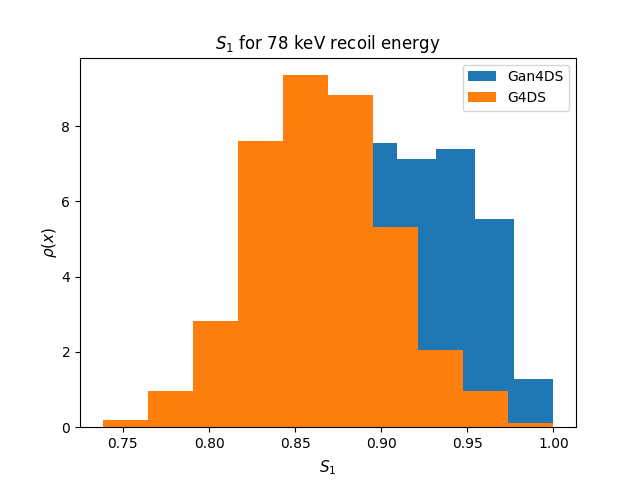 S₁ for 78 keV recoil energy
Gan4DS
G4DS
ρ(x)
8
6
4
2
0
0.75 0.80 0.85 0.90 0.95 1.00
S₁